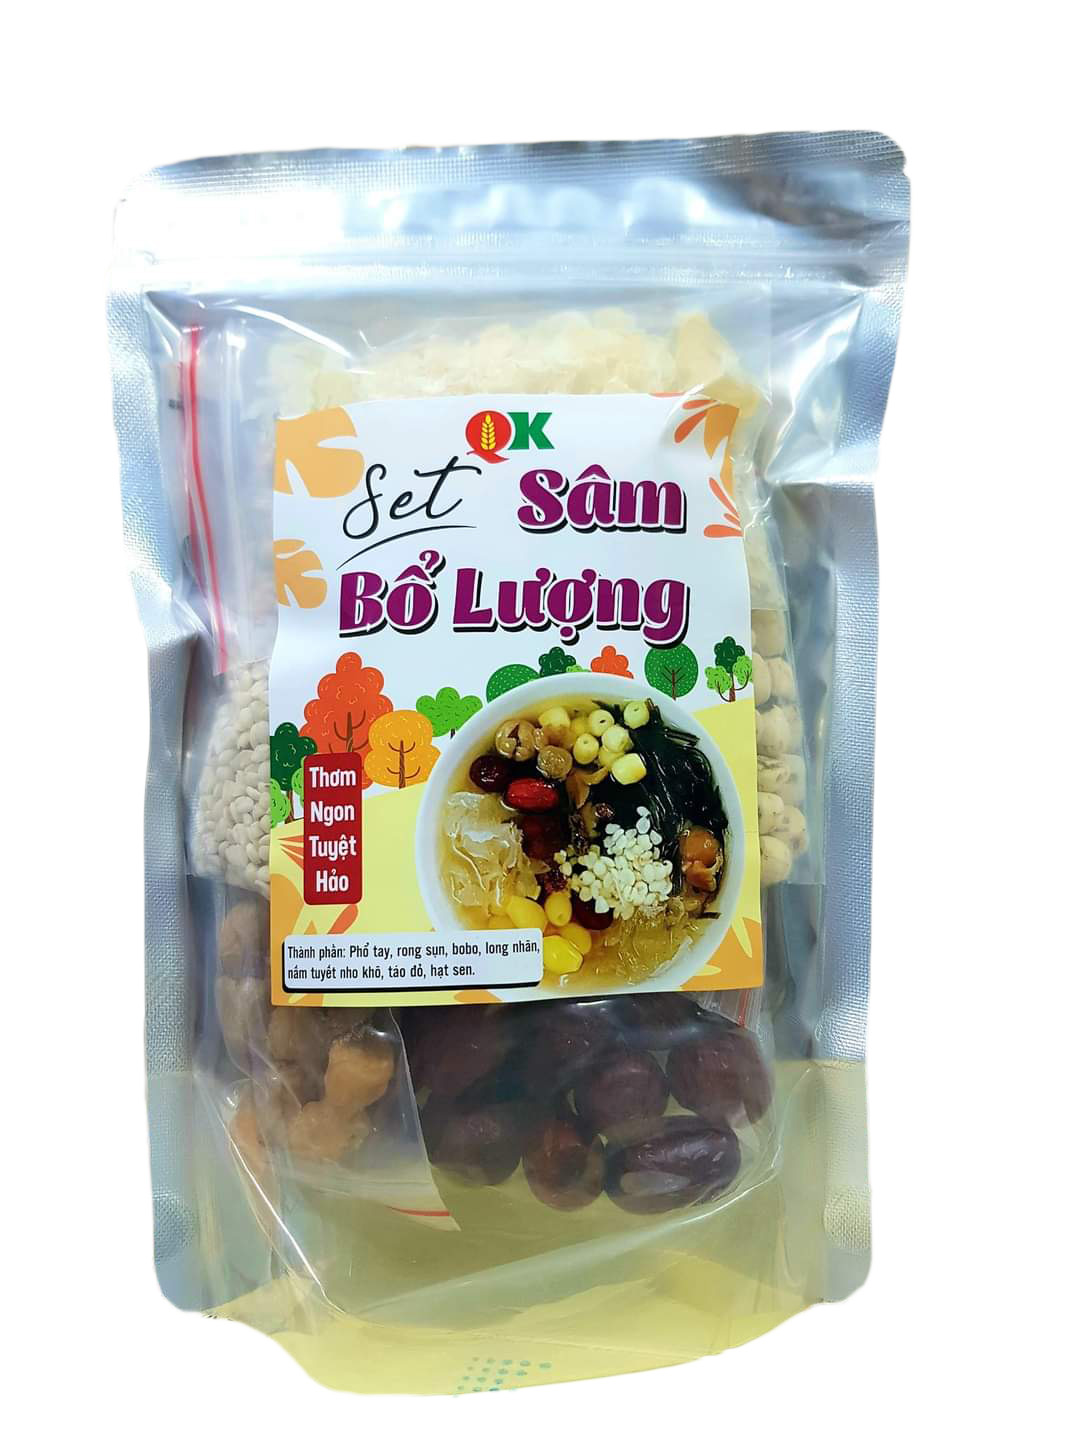 QK
Set Sâm
Bổ Lượng
Thơm
Ngon
Tuyệt
Hảo
Thành phần: Phổ tay, rong sụn, bobo, long nhãn,
nấm tuyết nho khô, táo đỏ, hạt sen.